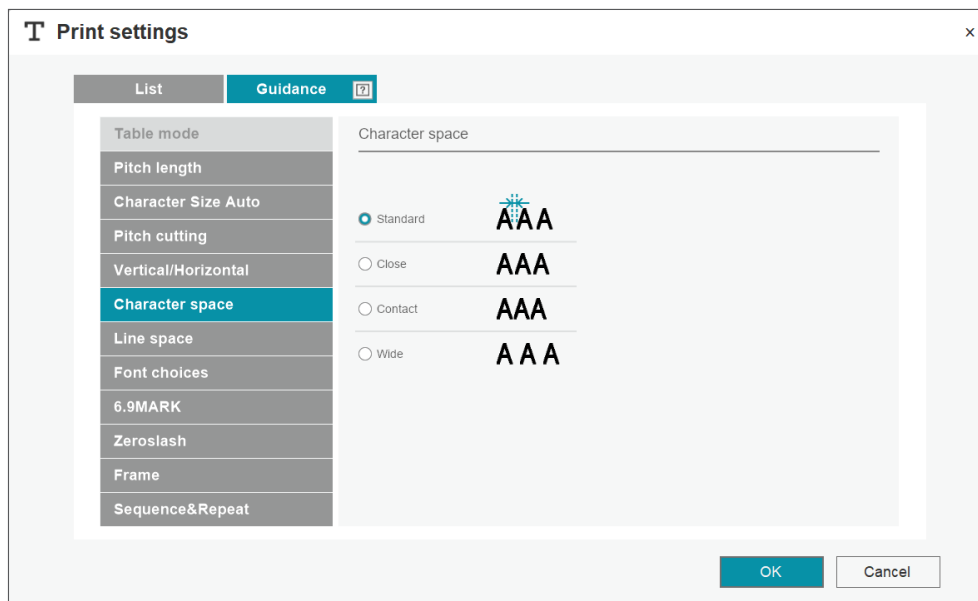 T Print settings ×
List
Guidance ?
Table mode
Pitch length
Character Size Auto
Pitch cutting
Vertical/Horizontal
Character space
Line space
Font choices
6.9MARK
Zeroslash
Frame
Sequence&Repeat
Character space
Standard AAA
Close AAA
Contact AAA
Wide A A A
OK
Cancel